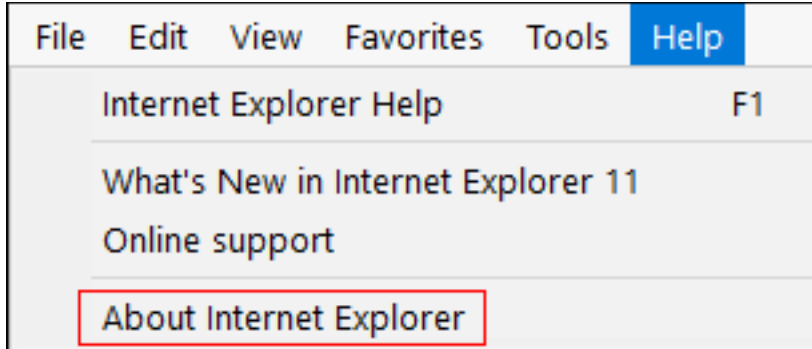 File Edit View Favorites Tools Help
Internet Explorer Help F1
What's New in Internet Explorer 11
Online support
About Internet Explorer